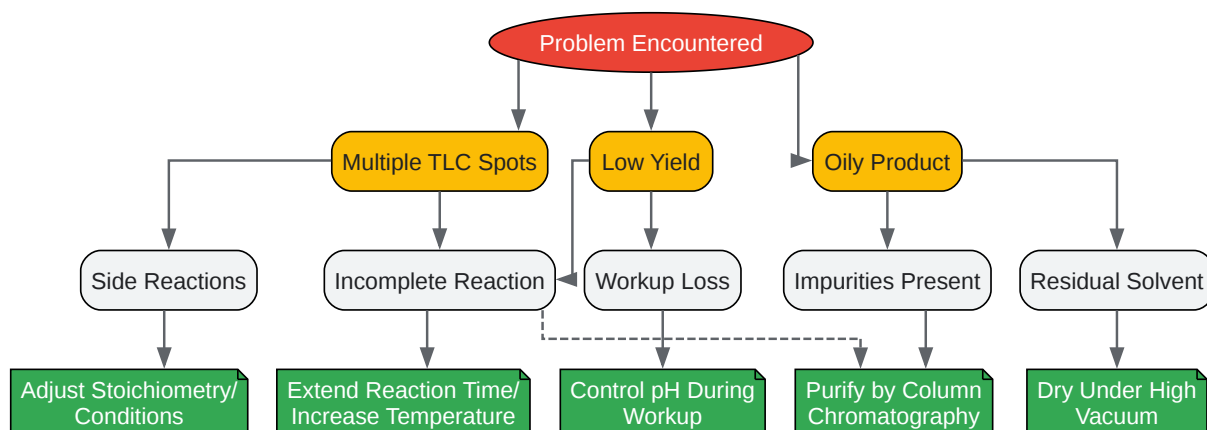 Problem Encountered
Multiple TLC Spots
Low Yield
Oily Product
Side Reactions
Incomplete Reaction
Workup Loss
Impurities Present
Residual Solvent
Adjust Stoichiometry/
Conditions
Extend Reaction Time/
Increase Temperature
Control pH During
Workup
Purify by Column
Chromatography
Dry Under High
Vacuum